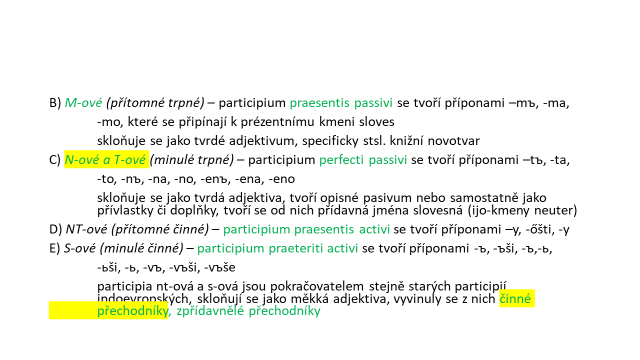 B) M-ové (přítomné trpné) – participium praesentis passivi se tvoří příponami –mъ, -ma,
-mo, které se připínají k prézentnímu kmeni sloves
skloňuje se jako tvrdé adjektivum, specificky stsl. knižní novotvar
C) N-ové a T-ové (minulé trpné) – participium perfecti passivi se tvoří příponami –tъ, -ta,
-to, -nъ, -na, -no, -enъ, -ena, -eno
skloňuje se jako tvrdá adjektiva, tvoří opisné pasivum nebo samostatně jako
přívlastky či doplňky, tvoří se od nich přídavná jména slovesná (ijo-kmeny neuter)
D) NT-ové (přítomné činné) – participium praesentis activi se tvoří příponami –y, -ǫšti, -y
E) S-ové (minulé činné) – participium praeteriti activi se tvoří příponami -ъ, -ъši, -ъ,-ь,
-ьši, -ь, -vъ, -vъši, -vъše
participia nt-ová a s-ová jsou pokračovatelem stejně starých participií
indoevropských, skloňují se jako měkká adjektiva, vyvinuly se z nich činné
přechodníky, zpřídavnělé přechodníky